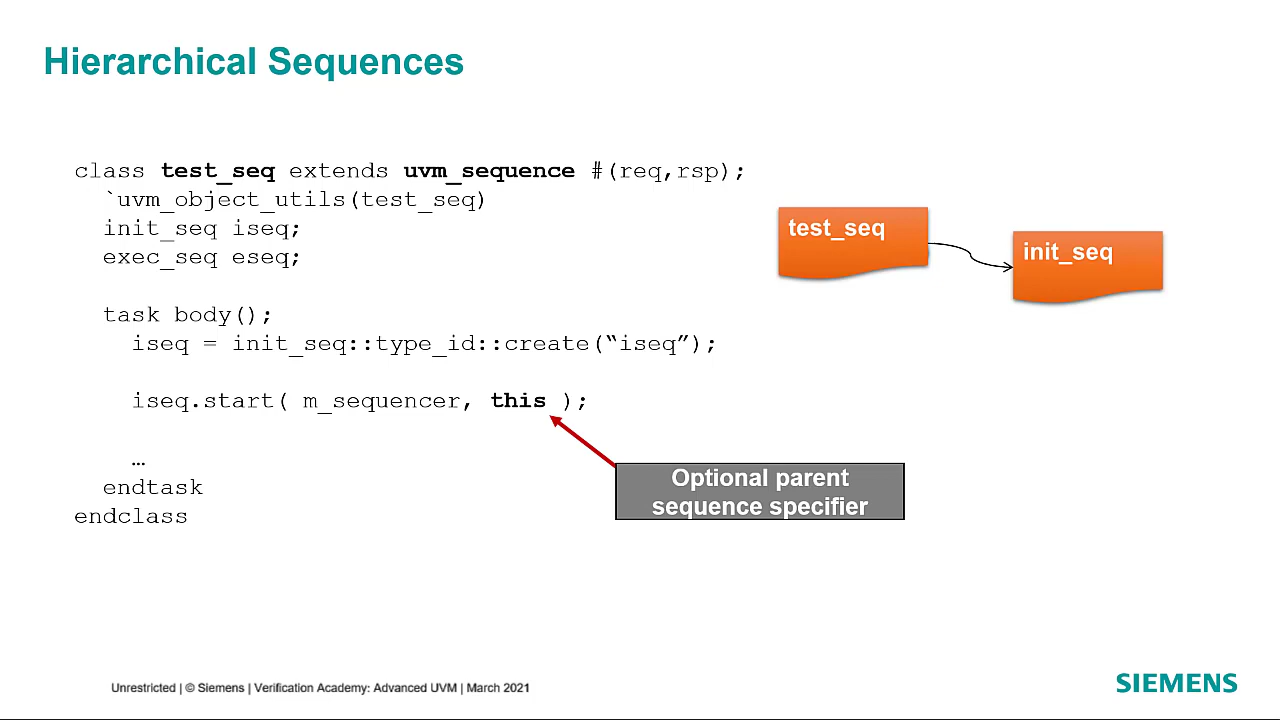 Hierarchical Sequences
class test_seq extends uvm_sequence #(req,rsp);
`uvm_object_utils(test_seq)
init_seq iseq;
exec_seq eseq;
task body();
iseq = init_seq::type_id::create(“iseq”);
iseq.start( m_sequencer, this );
…
endtask
endclass
test_seq
init_seq
Optional parent
sequence specifier
Unrestricted | © Siemens | Verification Academy: Advanced UVM | March 2021
SIEMENS